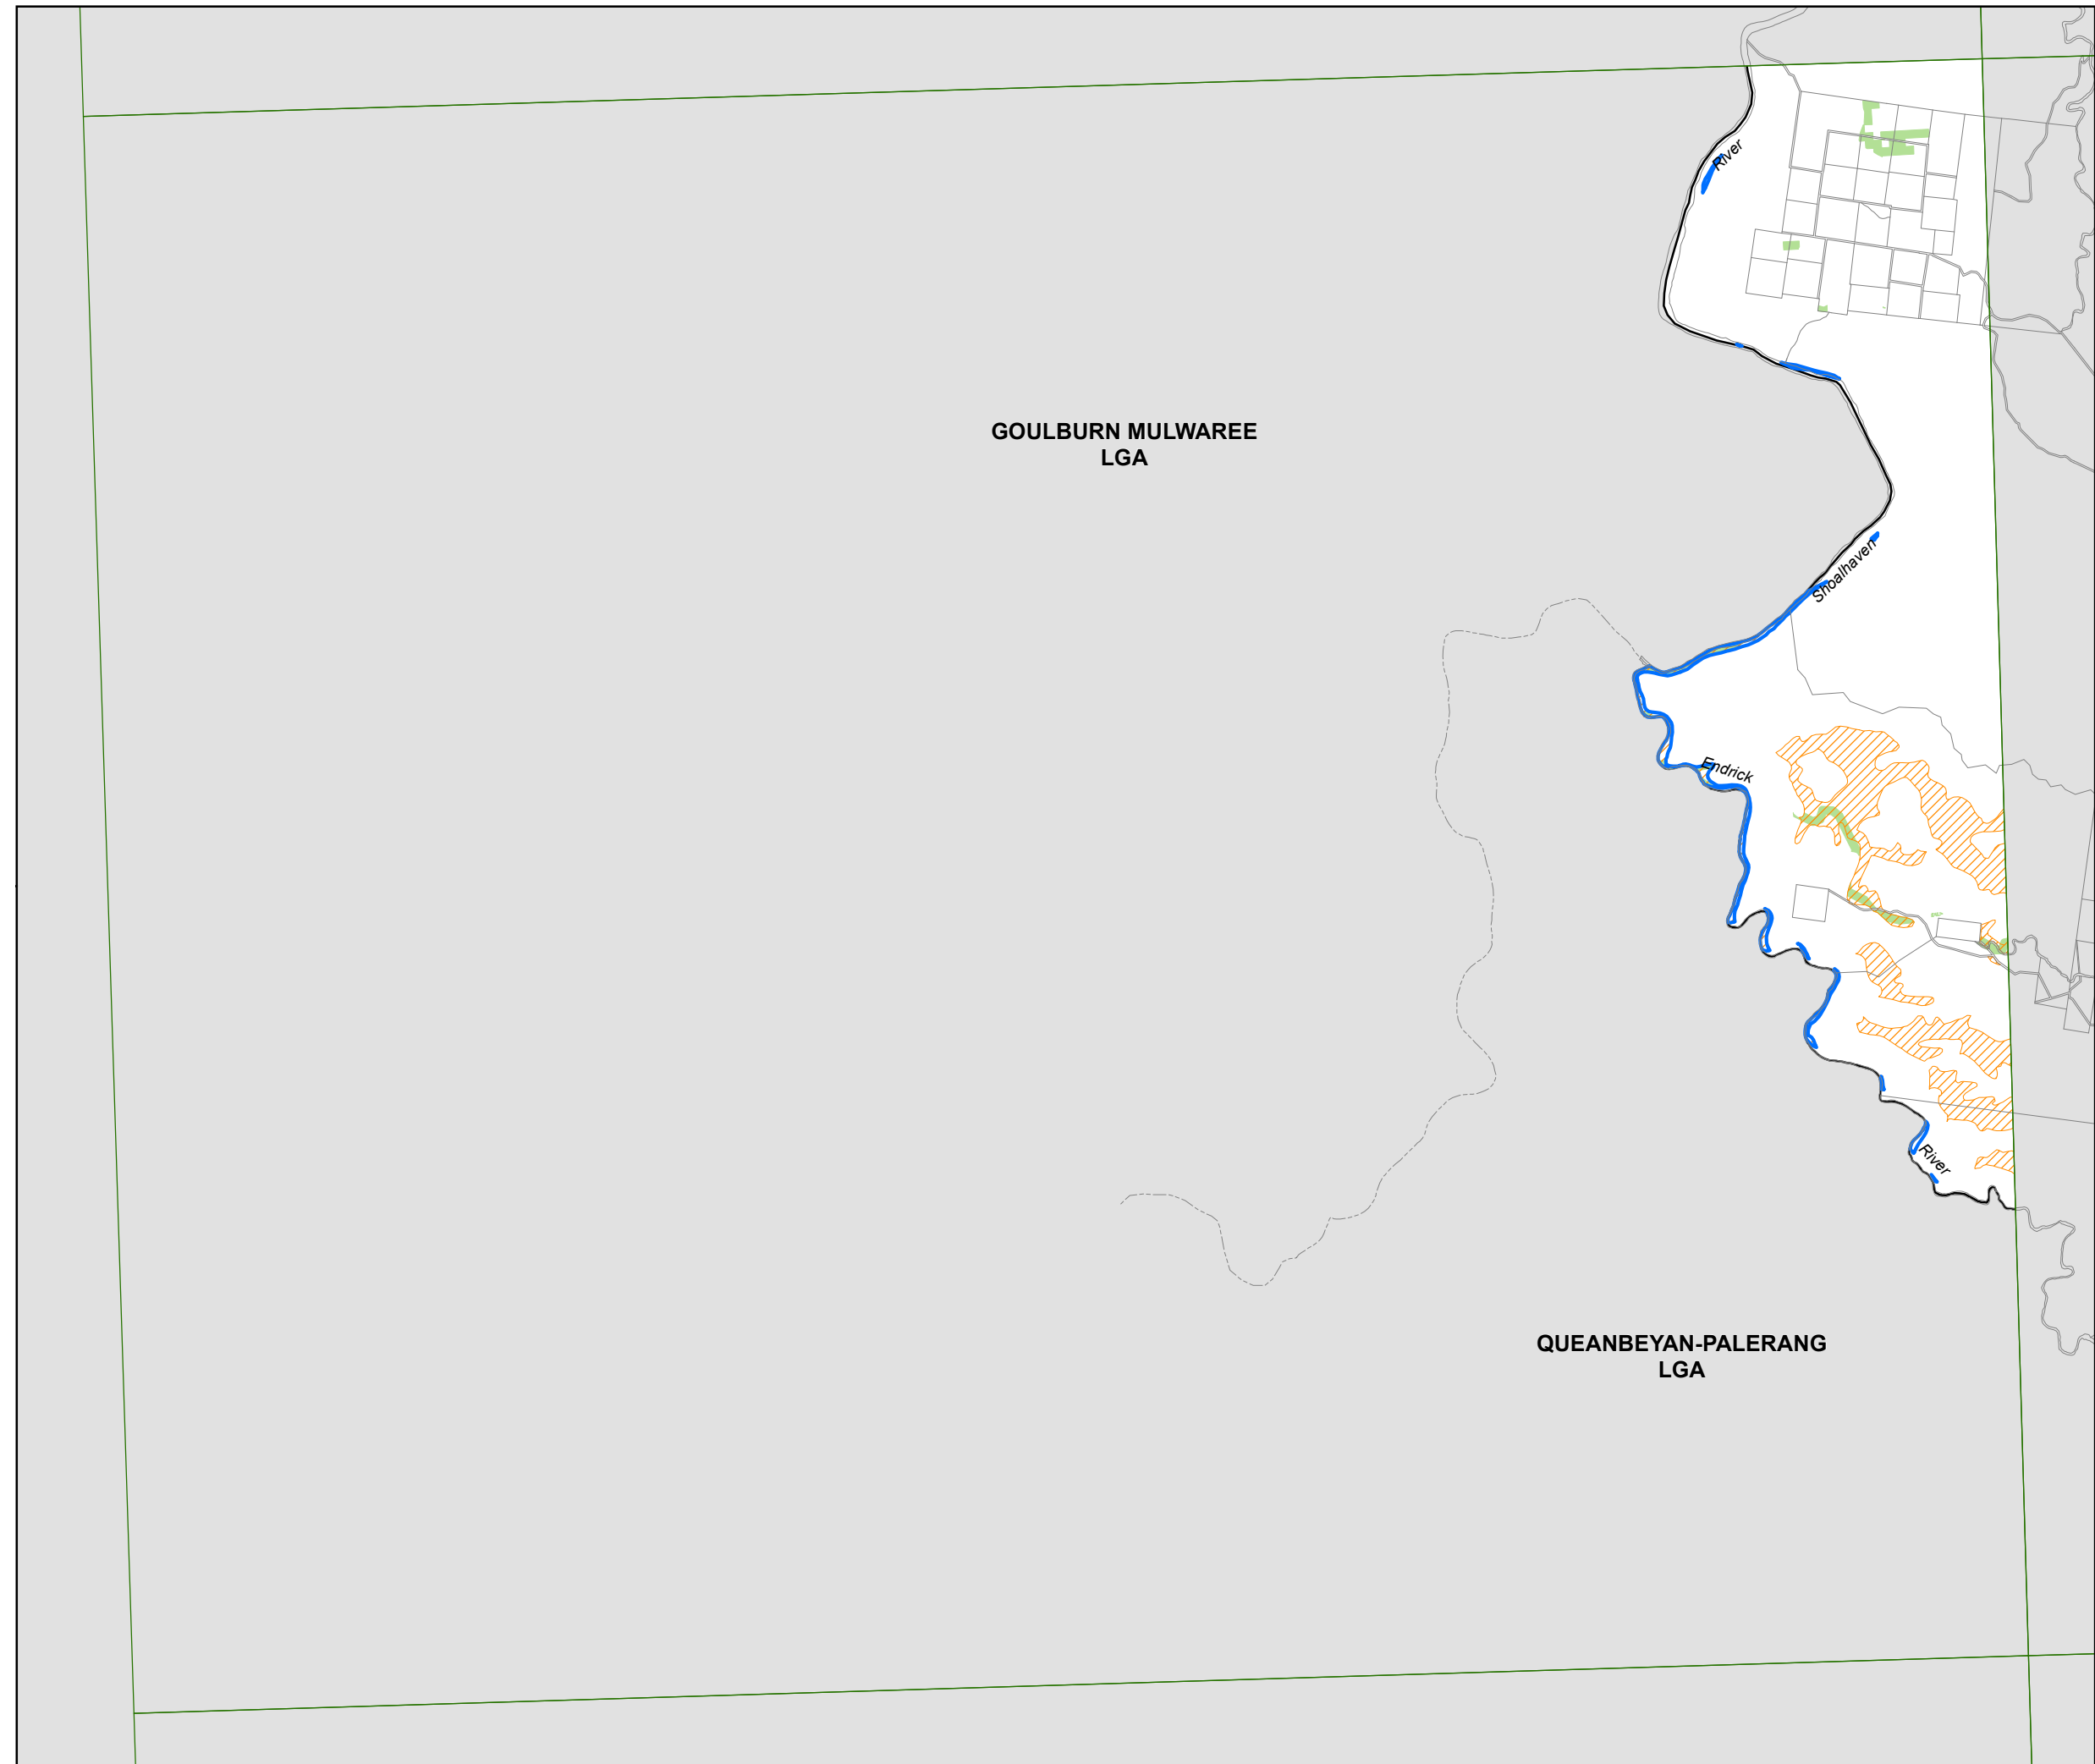 River
GOULBURN MULWAREE
LGA
Shoalhaven
Endrick
River
QUEANBEYAN-PALERANG
LGA